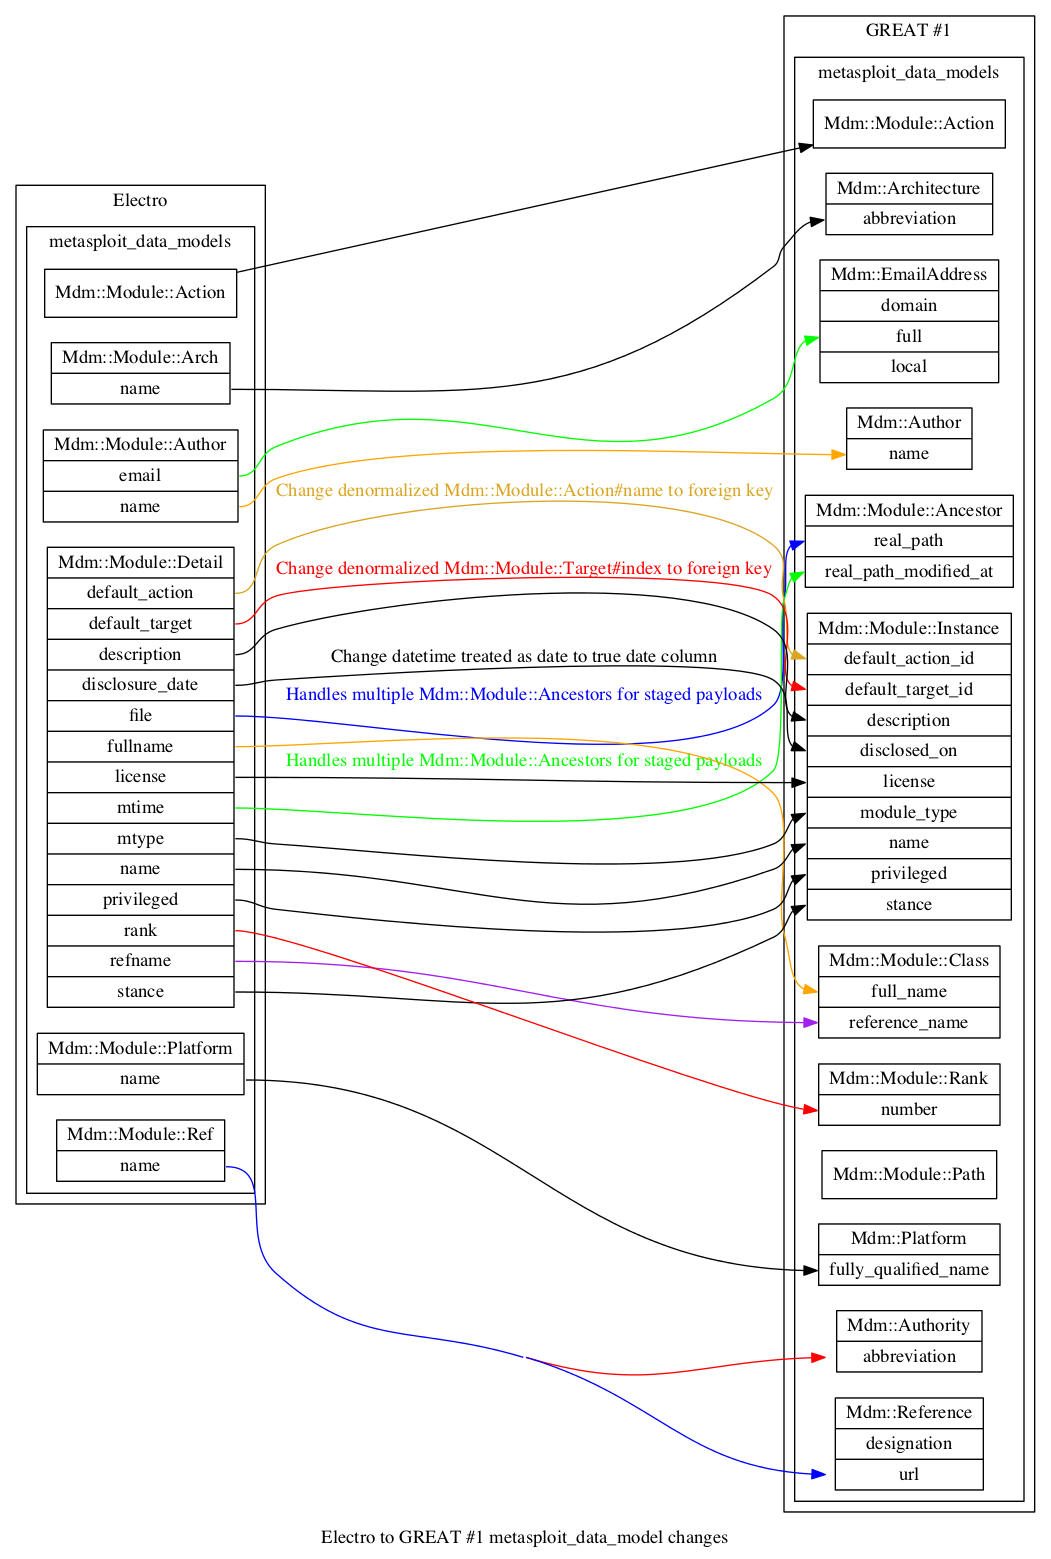 Electro
metasploit_data_models
Mdm::Module::Action
Mdm::Module::Arch
name
Mdm::Module::Author
email
name
Mdm::Module::Detail
default_action
default_target
description
disclosure_date
file
fullname
license
mtime
mtype
name
privileged
rank
refname
stance
Mdm::Module::Platform
name
Mdm::Module::Ref
name
Change denormalized Mdm::Module::Action#name to foreign key
Change denormalized Mdm::Module::Target#index to foreign key
Change datetime treated as date to true date column
Handles multiple Mdm::Module::Ancestors for staged payloads
Handles multiple Mdm::Module::Ancestors for staged payloads
GREAT #1
metasploit_data_models
Mdm::Module::Action
Mdm::Architecture
abbreviation
Mdm::EmailAddress
domain
full
local
Mdm::Author
name
Mdm::Module::Ancestor
real_path
real_path_modified_at
Mdm::Module::Instance
default_action_id
default_target_id
description
disclosed_on
license
module_type
name
privileged
stance
Mdm::Module::Class
full_name
reference_name
Mdm::Module::Rank
number
Mdm::Module::Path
Mdm::Platform
fully_qualified_name
Mdm::Authority
abbreviation
Mdm::Reference
designation
url
Electro to GREAT #1 metasploit_data_model changes